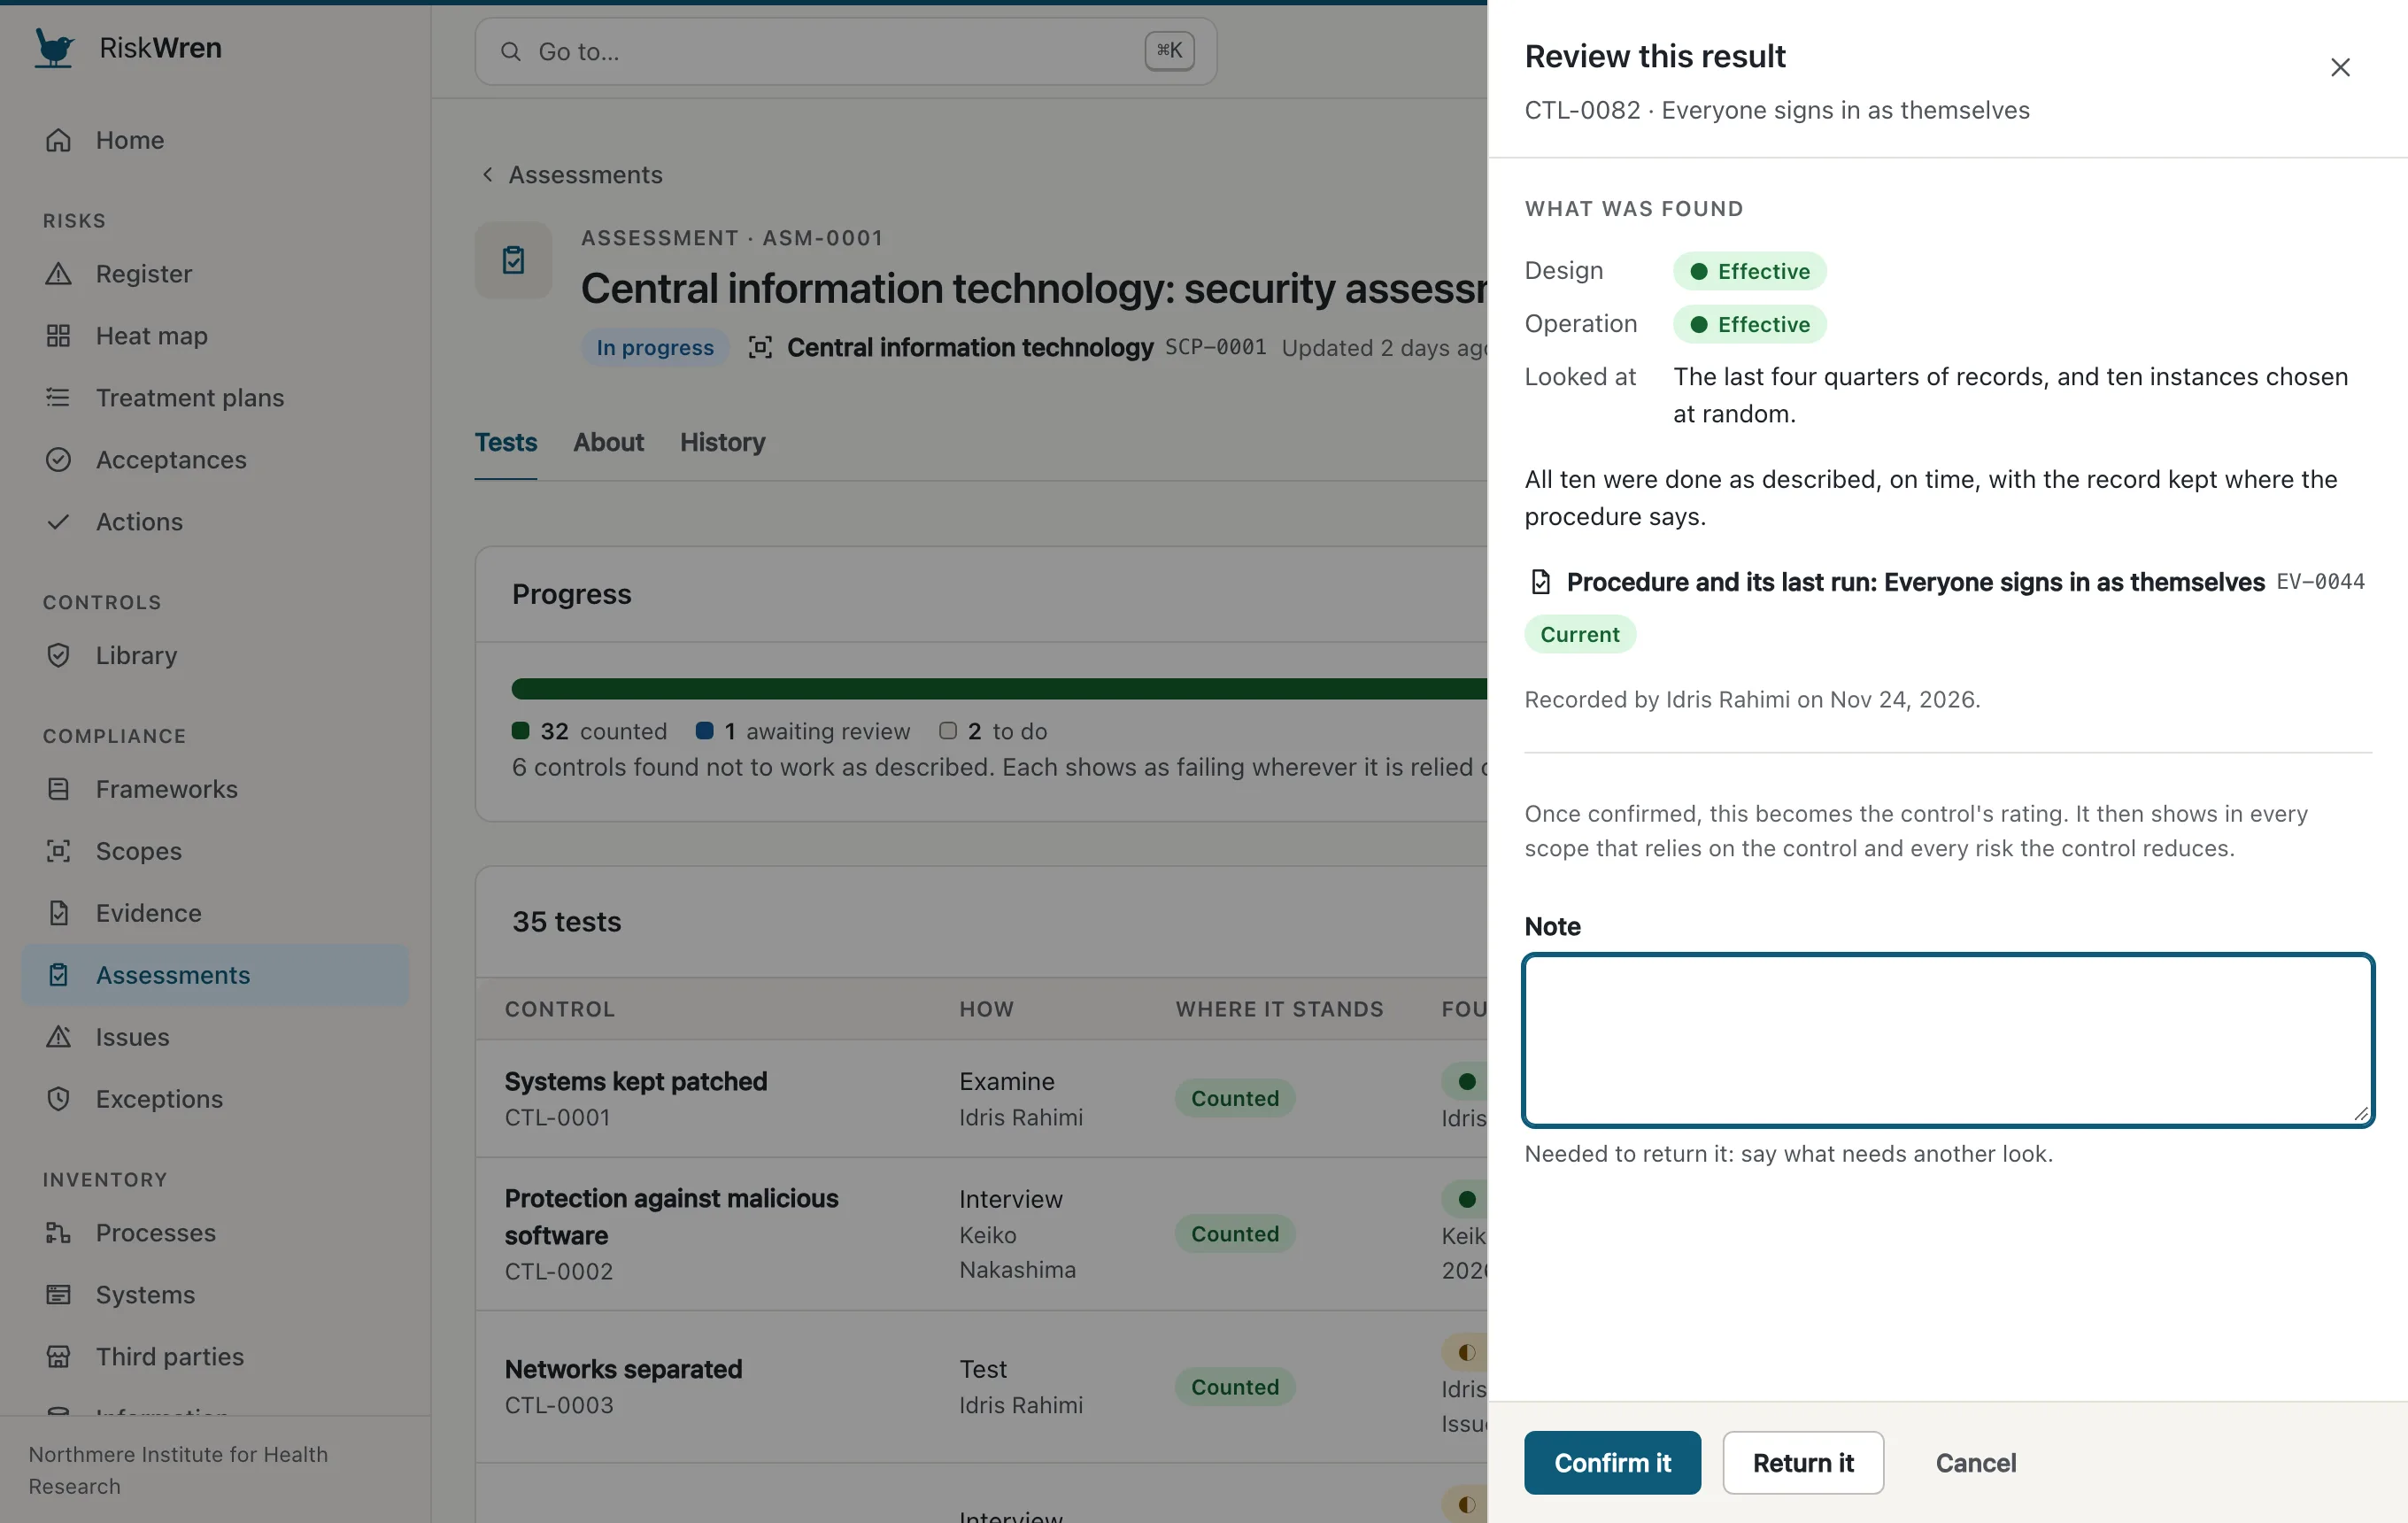 RiskWren
Go to...
⌘K
Home
RISKS
Register
Heat map
Treatment plans
Acceptances
Actions
CONTROLS
Library
COMPLIANCE
Frameworks
Scopes
Evidence
Assessments
Issues
Exceptions
INVENTORY
Processes
Systems
Third parties
Information
Northmere Institute for Health
Research
Assessments
ASSESSMENT · ASM-0001
Central information technology: security
In progress Central information technology SCP-0001 Updated 2 days ago
Tests About History
Progress
32 counted 1 awaiting review 2 to do
6 controls found not to work as described. Each shows as failing wherever it is relied
35 tests
CONTROL HOW WHERE IT STANDS
Systems kept patched
CTL-0001
Examine
Idris Rahimi
Counted
Idris
Protection against malicious
software
CTL-0002
Interview
Keiko
Nakashima
Counted
Networks separated
CTL-0003
Test
Idris Rahimi
Counted
Idris
Interview
Review this result
CTL-0082 · Everyone signs in as themselves
WHAT WAS FOUND
Design Effective
Operation Effective
Looked at The last four quarters of records, and ten instances chosen
at random.
All ten were done as described, on time, with the record kept where the
procedure says.
Procedure and its last run: Everyone signs in as themselves EV-0044
Current
Recorded by Idris Rahimi on Nov 24, 2026.
Once confirmed, this becomes the control's rating. It then shows in every
scope that relies on the control and every risk the control reduces.
Note
Needed to return it: say what needs another look.
Confirm it Return it Cancel